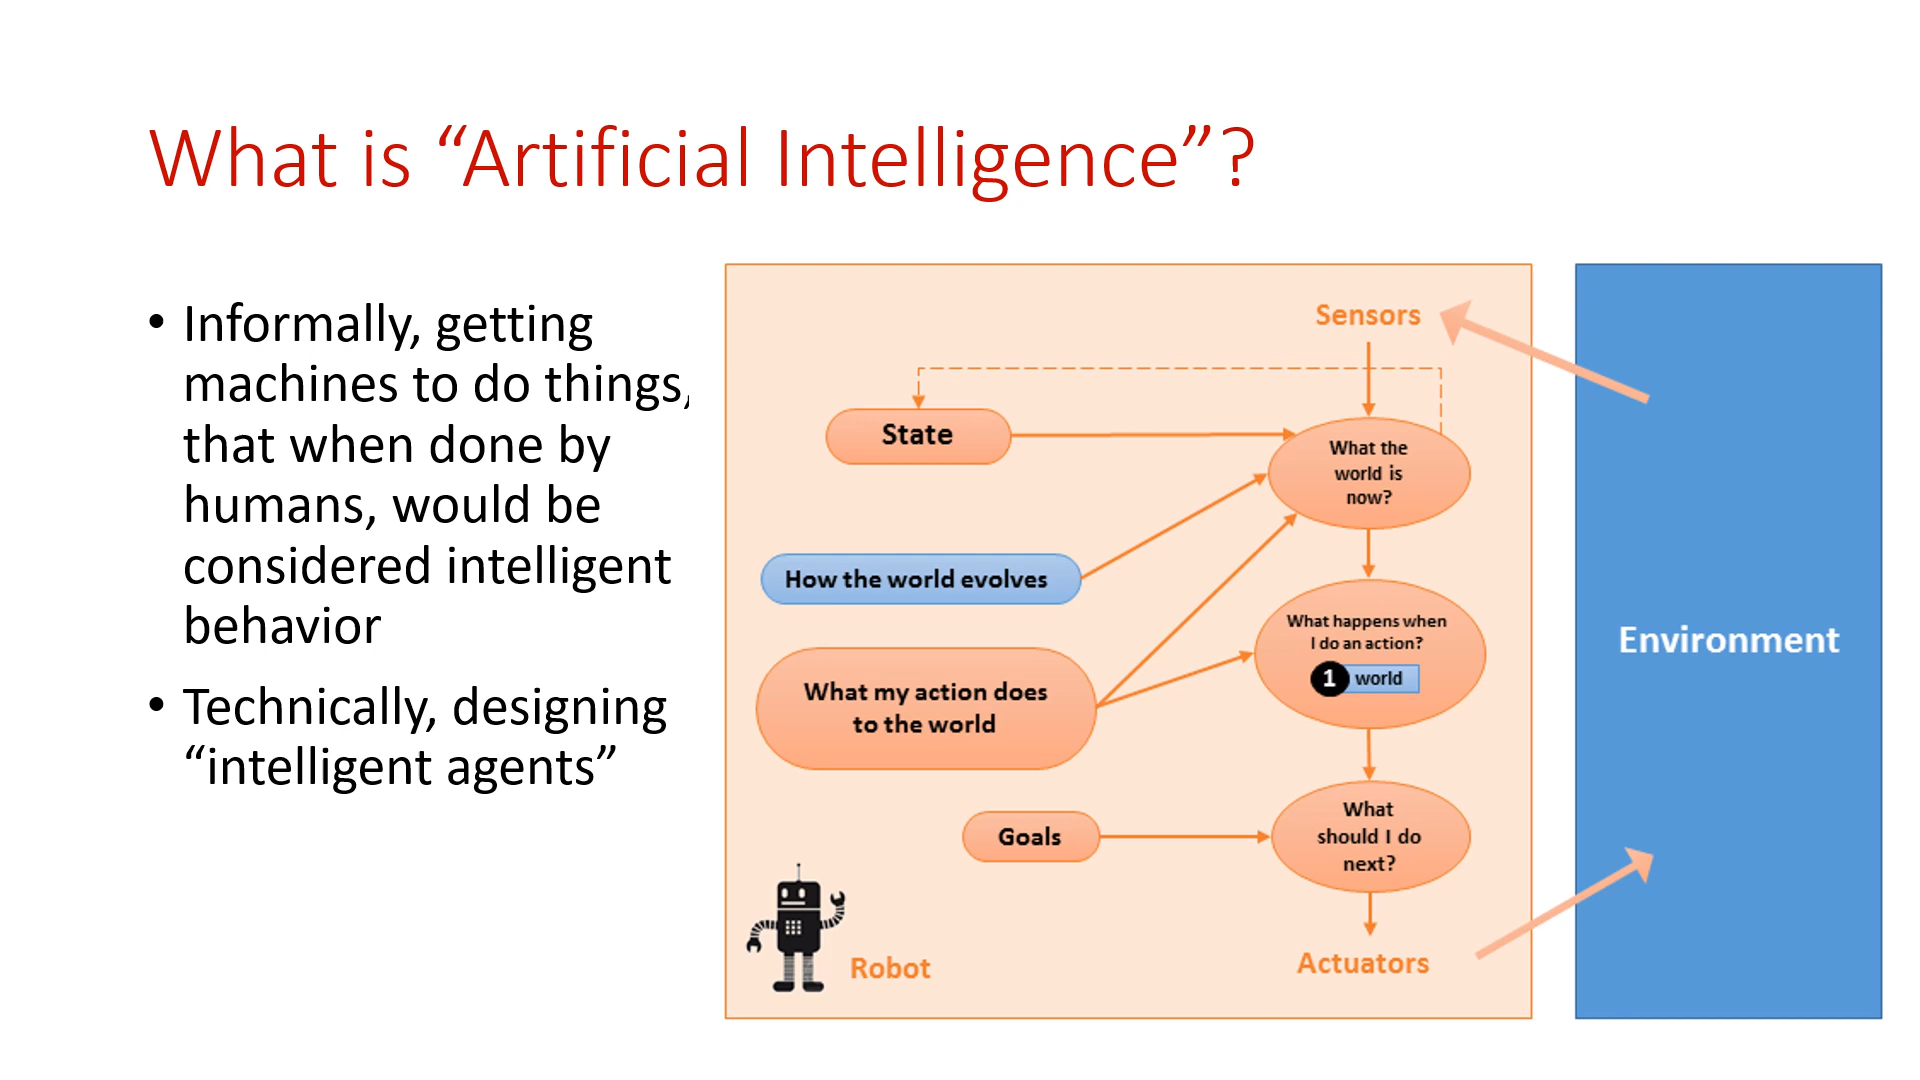 What is “Artificial Intelligence”?
• Informally, getting
machines to do things,
that when done by
humans, would be
considered intelligent
behavior
• Technically, designing
“intelligent agents”
Sensors
State
What the
world is
now?
How the world evolves
What happens when
I do an action?
1 world
What my action does
to the world
Goals
What
should I do
next?
Robot
Actuators
Environment